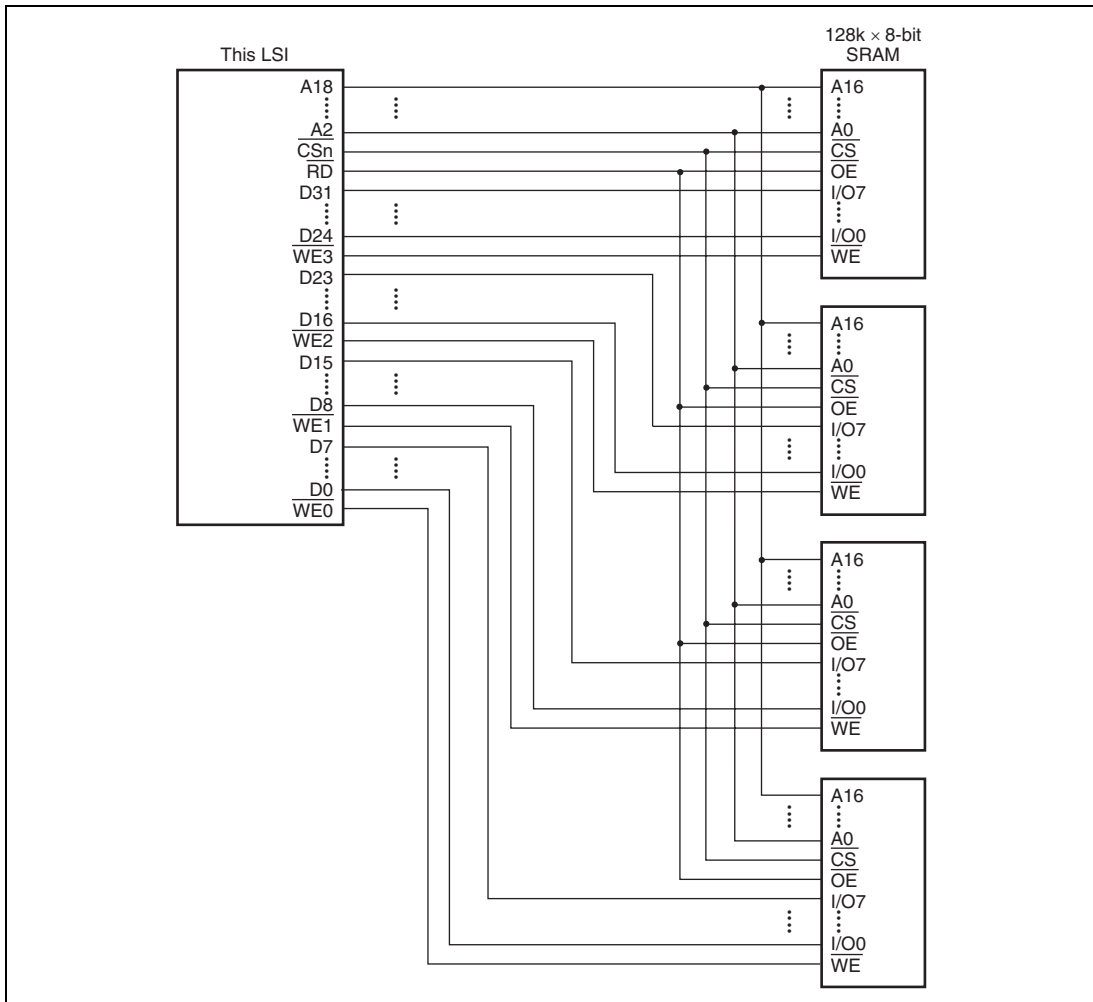 This LSI
A18
A2
CSn
RD
D31
D24
WE3
D23
D16
WE2
D15
D8
WE1
D7
D0
WE0
128k × 8-bit
SRAM
A16
A0
CS
OE
I/O7
I/O0
WE
A16
A0
CS
OE
I/O7
I/O0
WE
A16
A0
CS
OE
I/O7
I/O0
WE
A16
A0
CS
OE
I/O7
I/O0
WE